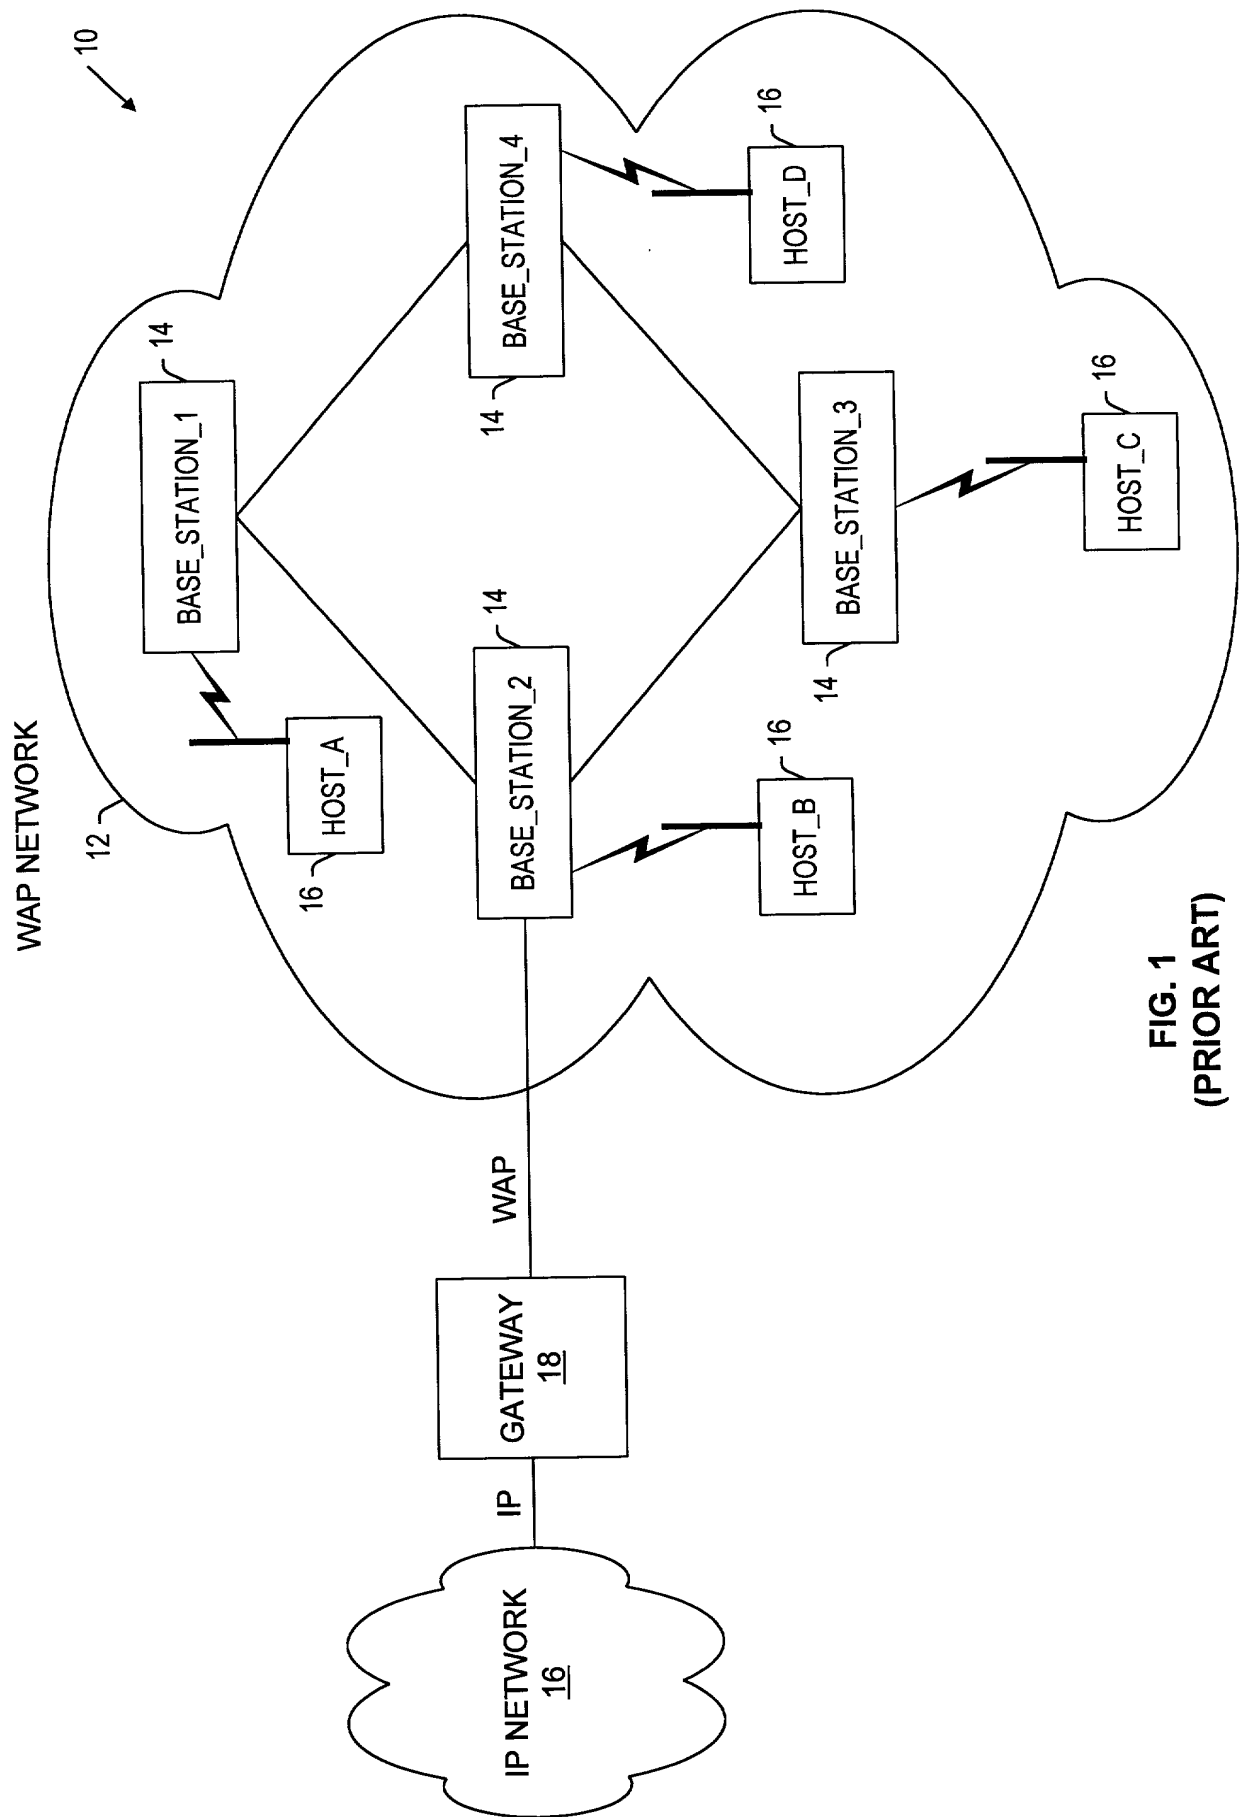 WAP NETWORK
10
12
BASE_STATION_1
14
HOST_A
16
BASE_STATION_2
14
BASE_STATION_4
14
HOST_B
16
HOST_D
16
BASE_STATION_3
14
HOST_C
16
IP NETWORK
16
IP
GATEWAY
18
WAP
FIG. 1
(PRIOR ART)